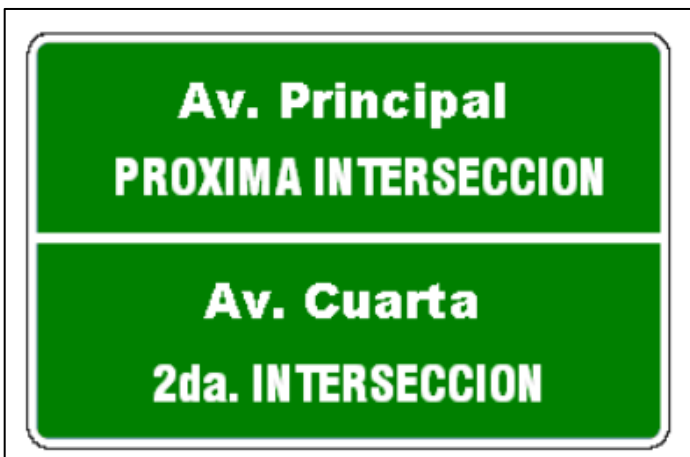 Av. Principal
PROXIMA INTERSECCION
Av. Cuarta
2da. INTERSECCION